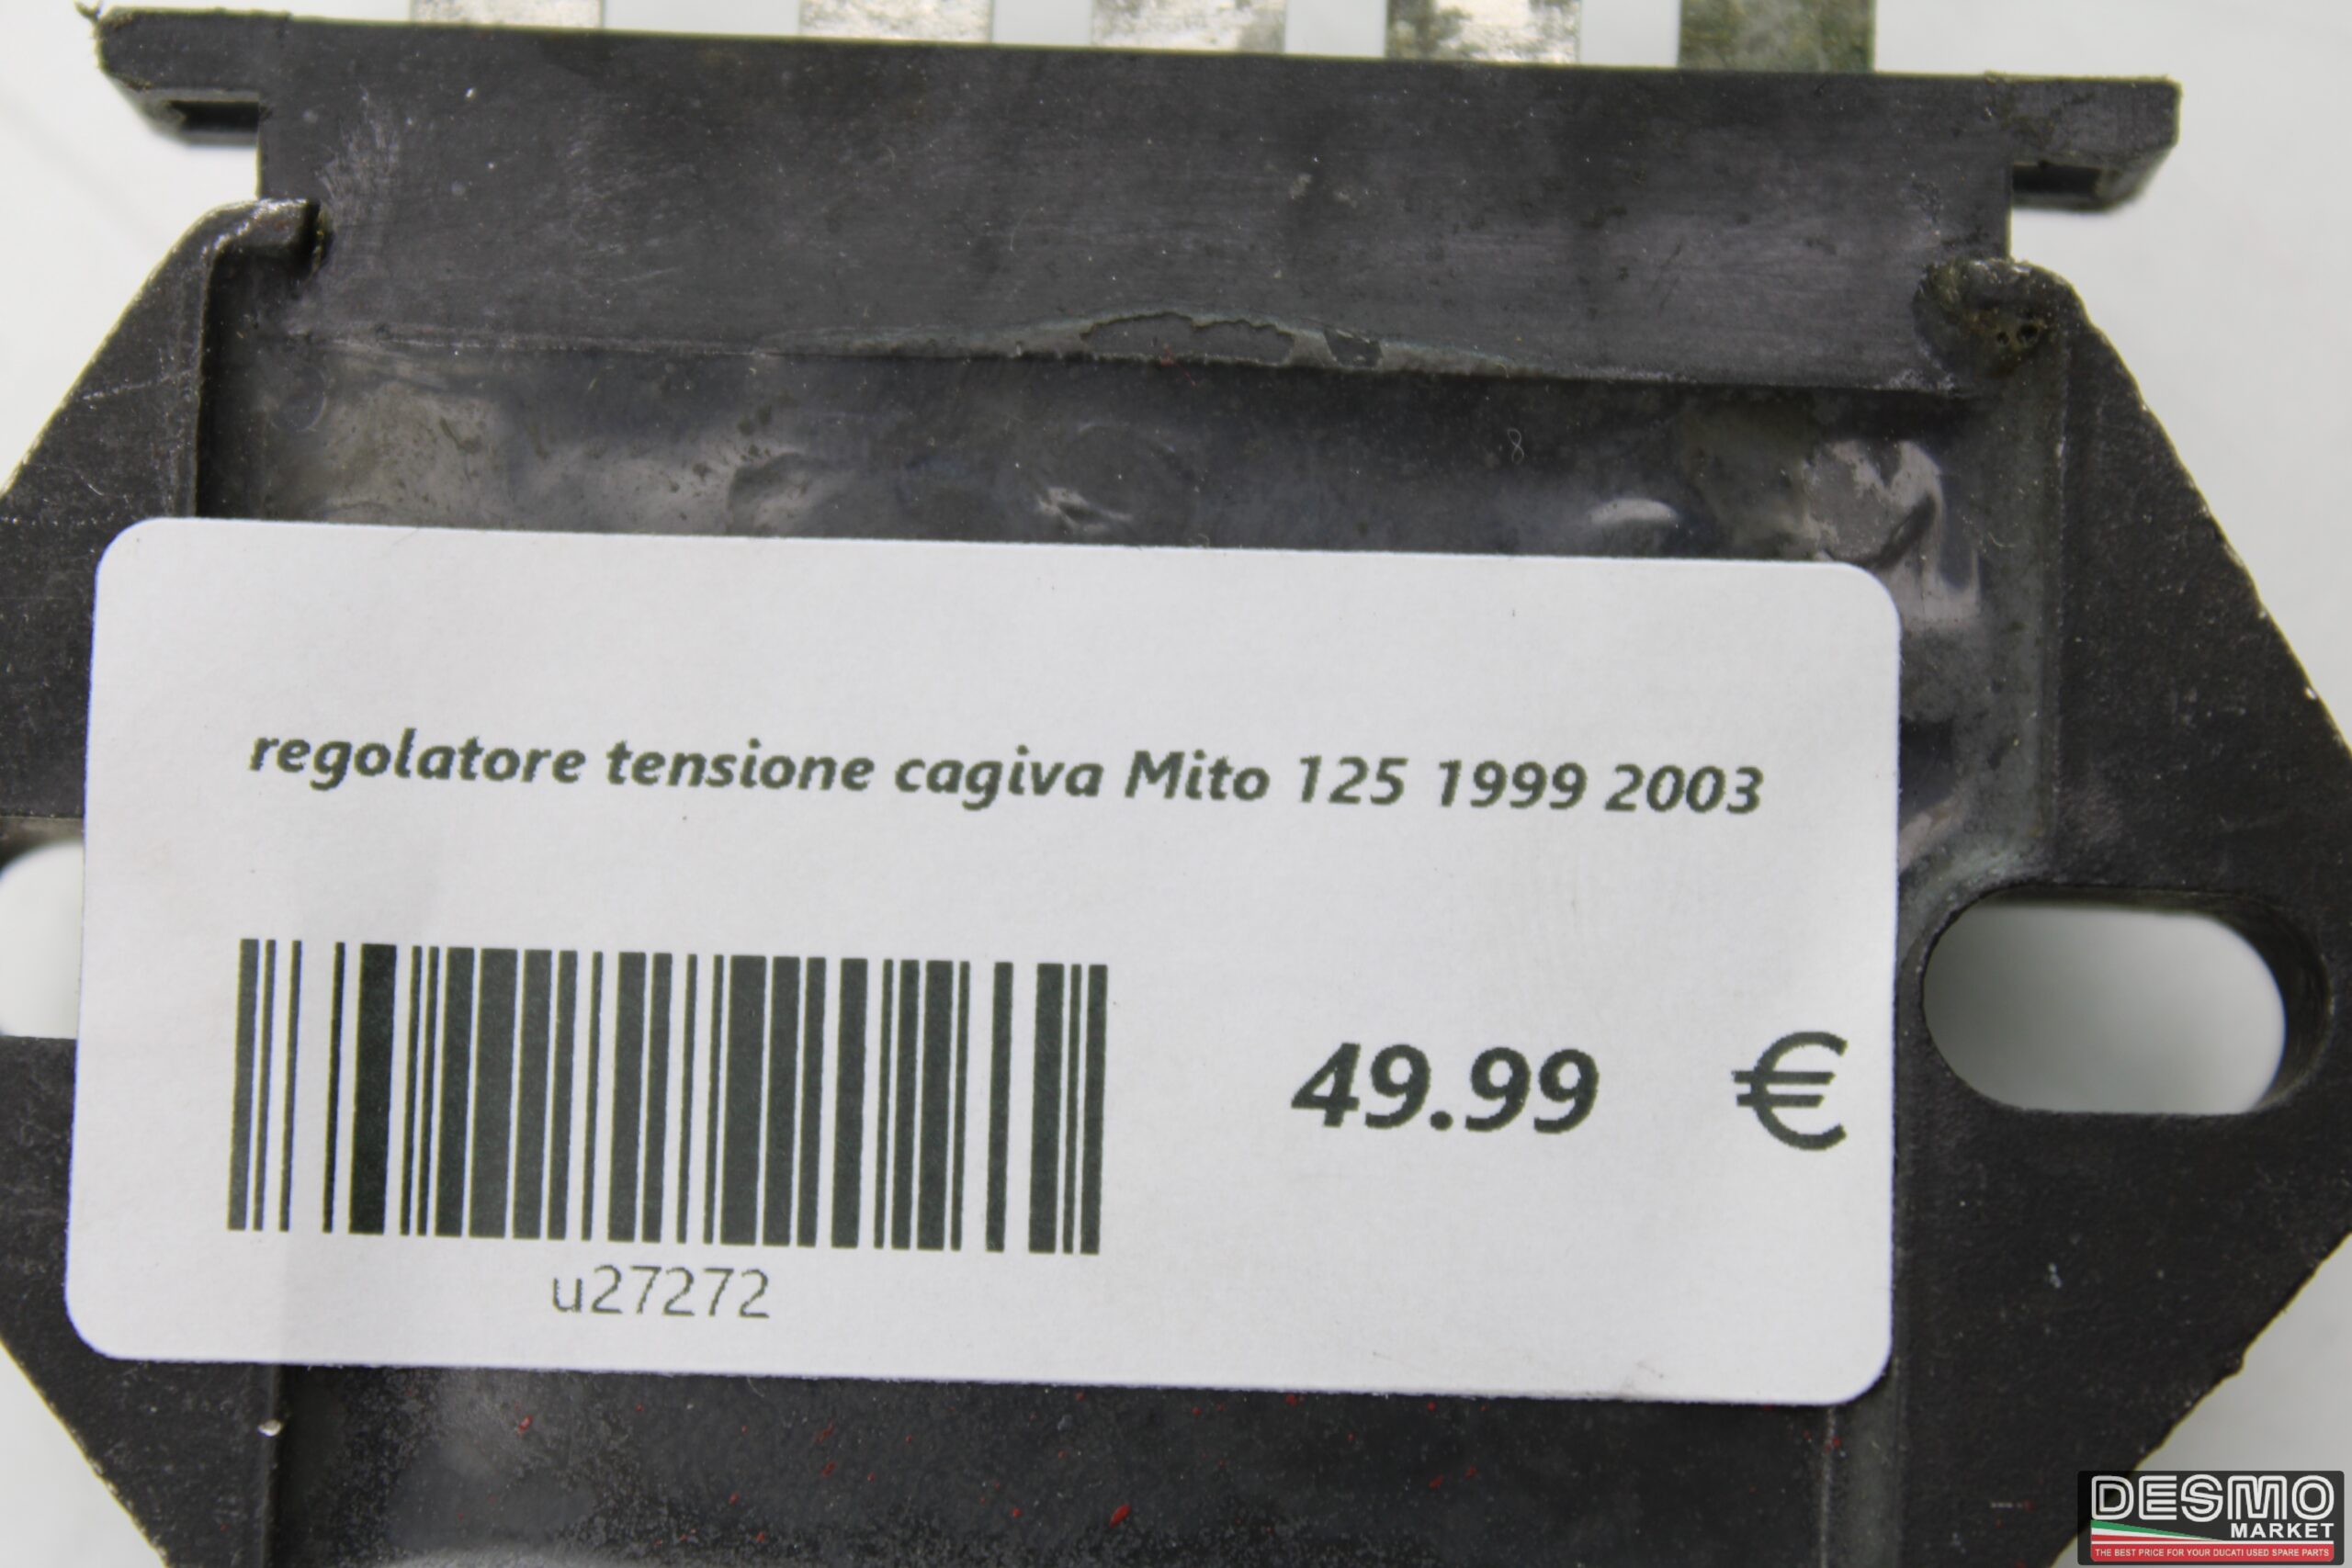 regolatore tensione cagiva Mito 125 1999 2003
49.99 €
u27272
DESMO
MARKET
THE BEST PRICE FOR YOUR DUCATI USED SPARE PARTS